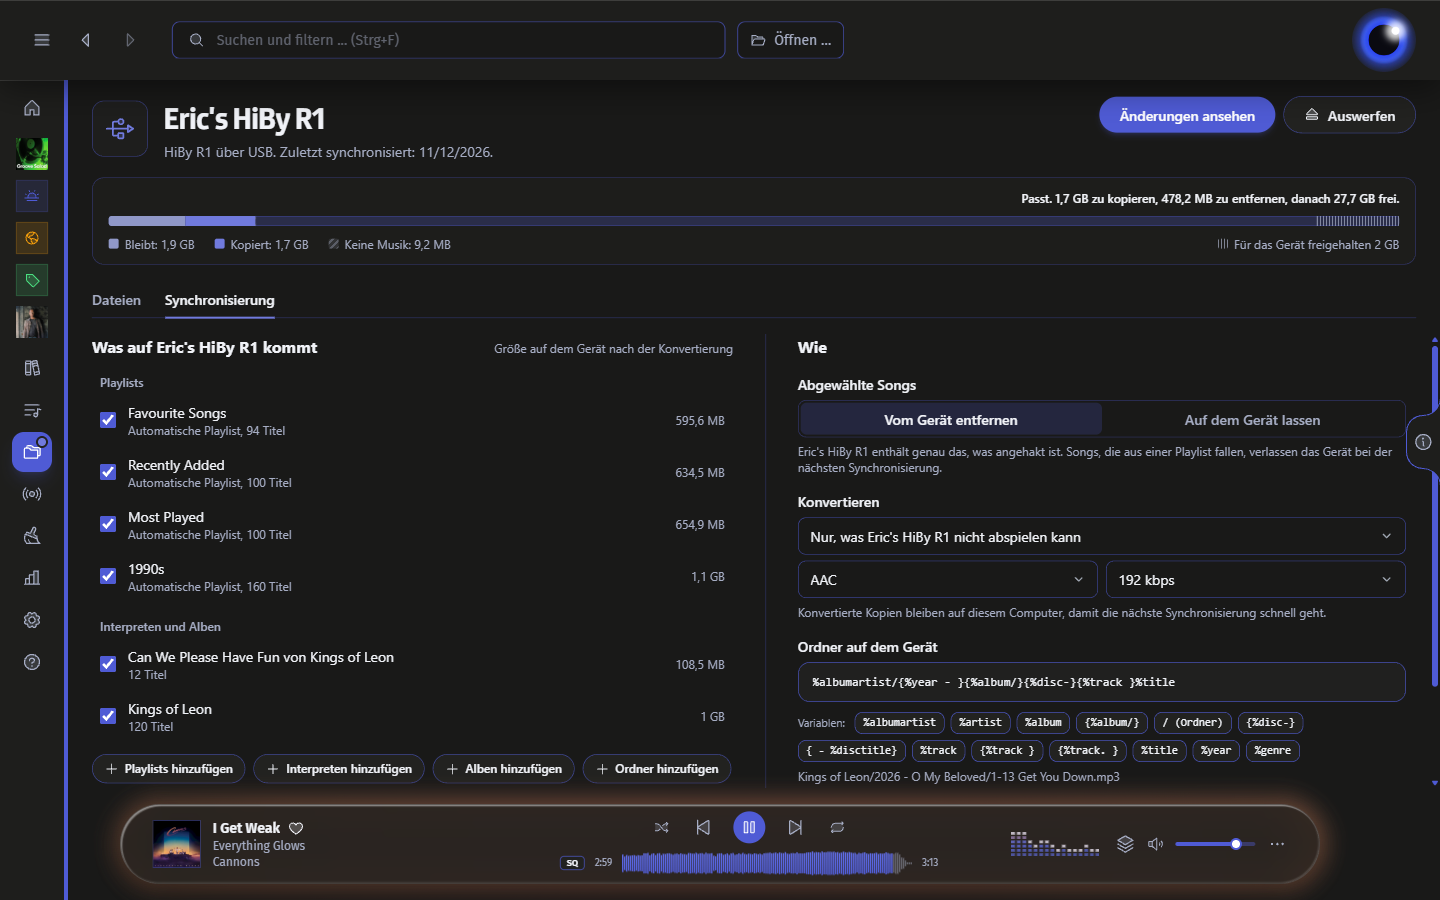 Suchen und filtern ... (Strg+F)
Öffnen ...
Eric's HiBy R1
HiBy R1 über USB. Zuletzt synchronisiert: 11/12/2026.
Änderungen ansehen
Auswerfen
Passt. 1,7 GB zu kopieren, 478,2 MB zu entfernen, danach 27,7 GB frei.
Bleibt: 1,9 GB
Kopiert: 1,7 GB
Keine Musik: 9,2 MB
Für das Gerät freigehalten 2 GB
Dateien
Synchronisierung
Was auf Eric's HiBy R1 kommt
Größe auf dem Gerät nach der Konvertierung
Playlists
Favourite Songs
Automatische Playlist, 94 Titel
595,6 MB
Recently Added
Automatische Playlist, 100 Titel
634,5 MB
Most Played
Automatische Playlist, 100 Titel
654,9 MB
1990s
Automatische Playlist, 160 Titel
1,1 GB
Interpreten und Alben
Can We Please Have Fun von Kings of Leon
12 Titel
108,5 MB
Kings of Leon
120 Titel
1 GB
Playlists hinzufügen
Interpreten hinzufügen
Alben hinzufügen
Ordner hinzufügen
Wie
Abgewählte Songs
Vom Gerät entfernen
Auf dem Gerät lassen
Eric's HiBy R1 enthält genau das, was angehakt ist. Songs, die aus einer Playlist fallen, verlassen das Gerät bei der
nächsten Synchronisierung.
Konvertieren
Nur, was Eric's HiBy R1 nicht abspielen kann
AAC
192 kbps
Konvertierte Kopien bleiben auf diesem Computer, damit die nächste Synchronisierung schnell geht.
Ordner auf dem Gerät
%albumartist/{%year - }{%album/}{%disc-}{%track }%title
Variablen: %albumartist %artist %album {%album/} / (Ordner) {%disc-}
{ - %disctitle} %track {%track } {%track. } %title %year %genre
Kings of Leon/2026 - O My Beloved/1-13 Get You Down.mp3
I Get Weak
Everything Glows
Cannons
SQ
2:59
3:13